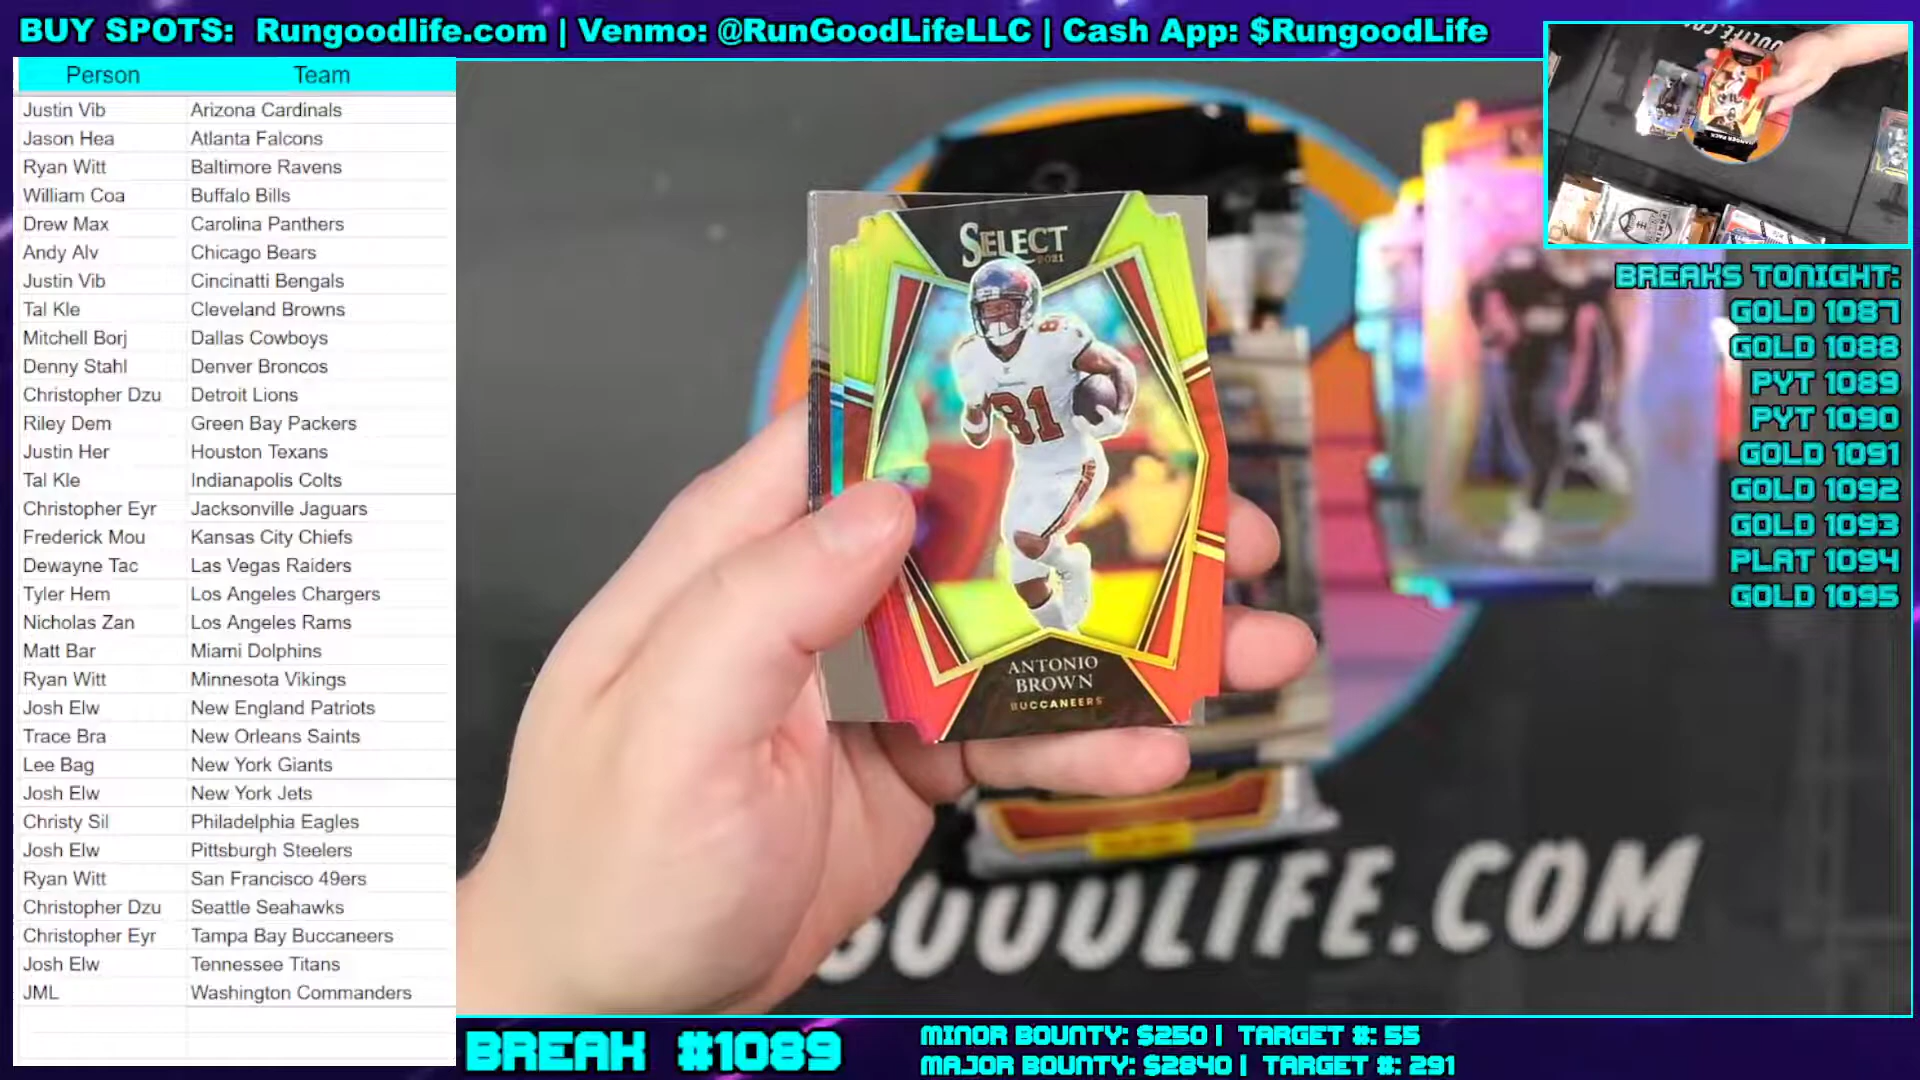 BUY SPOTS: Rungoodlife.com | Venmo: @RunGoodLifeLLC | Cash App: $RungoodLife
Person Team
Justin Vib Arizona Cardinals
Jason Hea Atlanta Falcons
Ryan Witt Baltimore Ravens
William Coa Buffalo Bills
Drew Max Carolina Panthers
Andy Alv Chicago Bears
Justin Vib Cincinatti Bengals
Tal Kle Cleveland Browns
Mitchell Borj Dallas Cowboys
Denny Stahl Denver Broncos
Christopher Dzu Detroit Lions
Riley Dem Green Bay Packers
Justin Her Houston Texans
Tal Kle Indianapolis Colts
Christopher Eyr Jacksonville Jaguars
Frederick Mou Kansas City Chiefs
Dewayne Tac Las Vegas Raiders
Tyler Hem Los Angeles Chargers
Nicholas Zan Los Angeles Rams
Matt Bar Miami Dolphins
Ryan Witt Minnesota Vikings
Josh Elw New England Patriots
Trace Bra New Orleans Saints
Lee Bag New York Giants
Josh Elw New York Jets
Christy Sil Philadelphia Eagles
Josh Elw Pittsburgh Steelers
Ryan Witt San Francisco 49ers
Christopher Dzu Seattle Seahawks
Christopher Eyr Tampa Bay Buccaneers
Josh Elw Tennessee Titans
JML Washington Commanders
SELECT
2021
81
ANTONIO
BROWN
BUCCANEERS
GOODLIFE.COM
BREAKS TONIGHT:
GOLD 1087
GOLD 1088
PYT 1089
PYT 1090
GOLD 1091
GOLD 1092
GOLD 1093
PLAT 1094
GOLD 1095
BREAK #1089
MINOR BOUNTY: $250 | TARGET #: 55
MAJOR BOUNTY: $2840 | TARGET #: 291